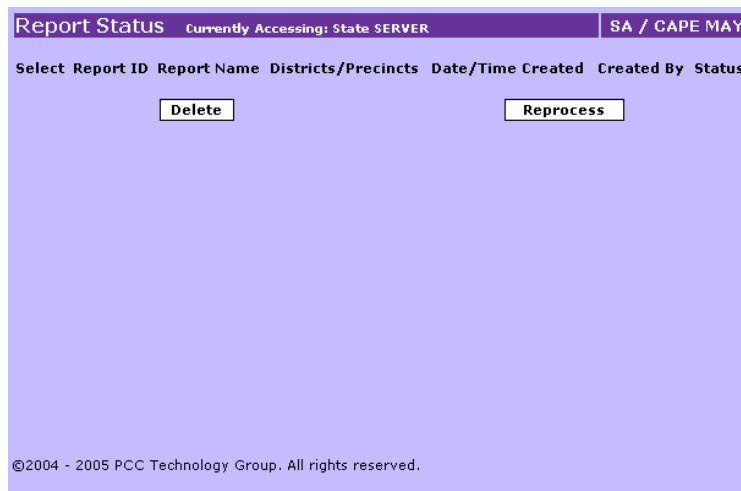 Report Status Currently Accessing: State SERVER SA / CAPE MAY
Select Report ID Report Name Districts/Precincts Date/Time Created Created By Status
Delete Reprocess
©2004 - 2005 PCC Technology Group. All rights reserved.